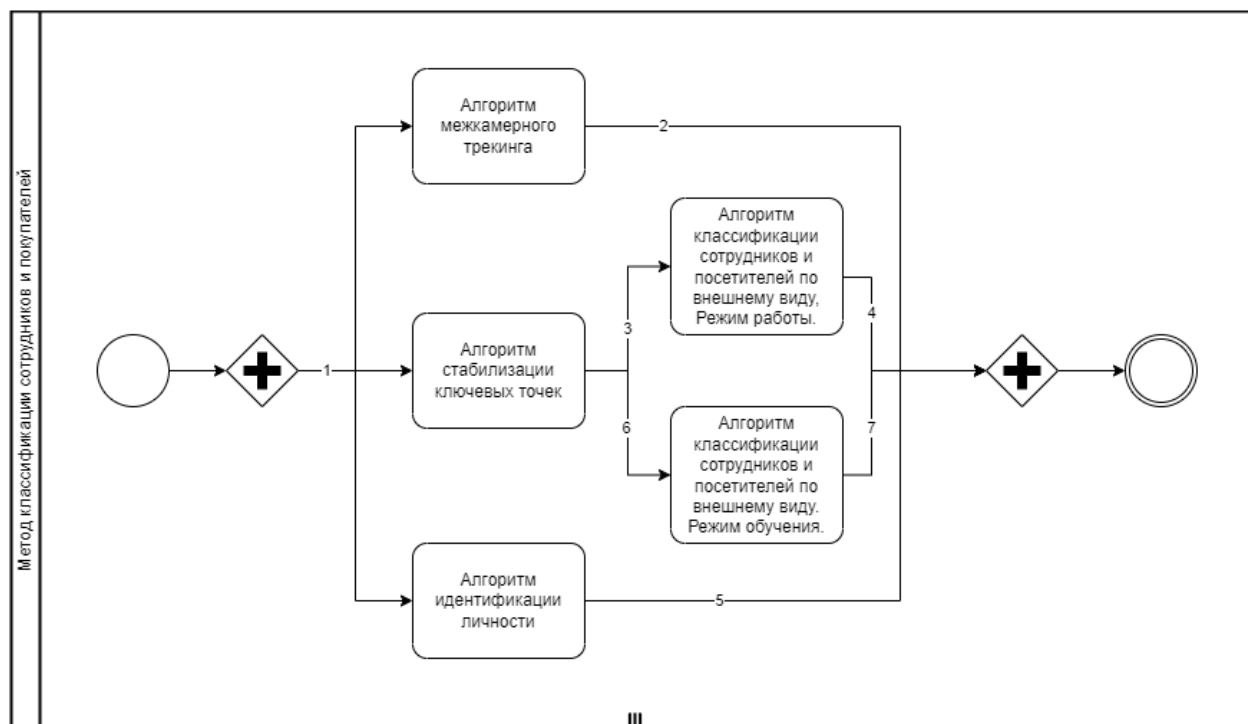 Метод классификации сотрудников и покупателей
Алгоритм
межкамерного
трекинга
2
Алгоритм
классификации
сотрудников и
посетителей по
внешнему виду,
Режим работы.
3
4
1
Алгоритм
стабилизации
ключевых точек
6
7
Алгоритм
классификации
сотрудников и
посетителей по
внешнему виду.
Режим обучения.
Алгоритм
идентификации
личности
5